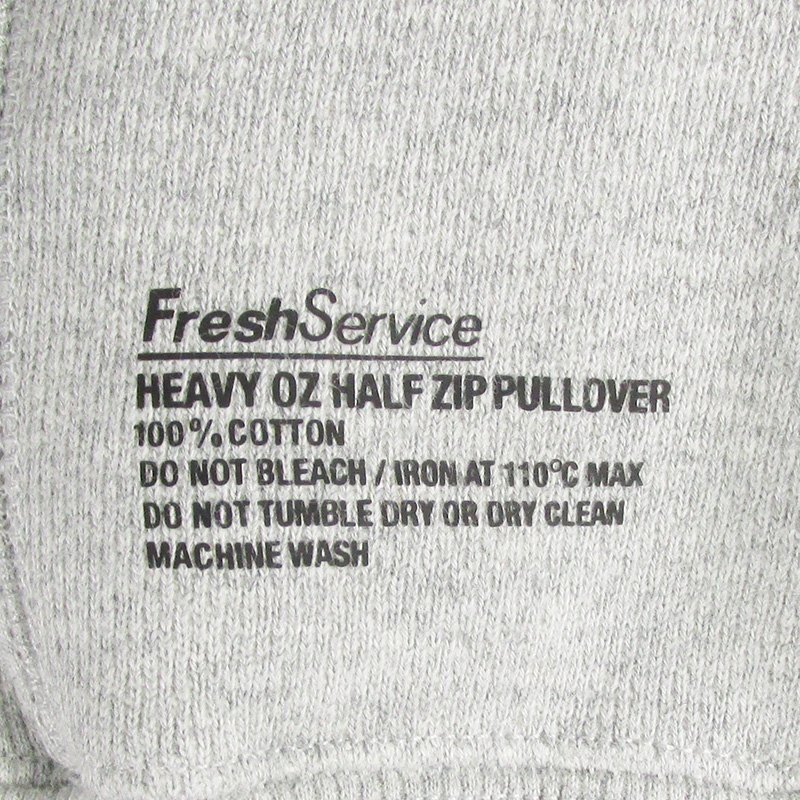 FreshService
HEAVY OZ HALF ZIP PULLOVER
100% COTTON
DO NOT BLEACH / IRON AT 110°C MAX
DO NOT TUMBLE DRY OR DRY CLEAN
MACHINE WASH